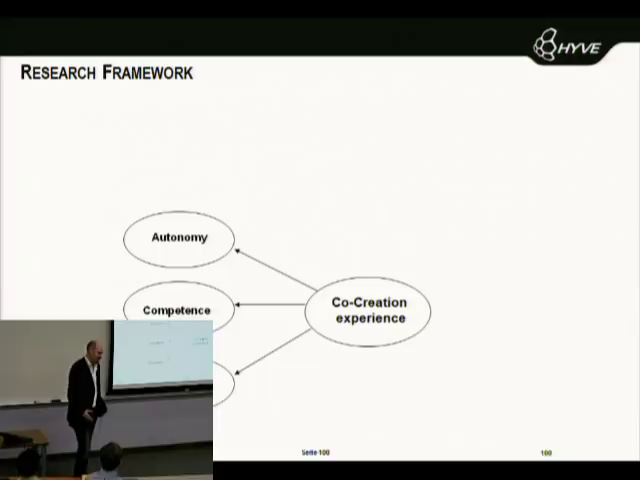 HYVE
RESEARCH FRAMEWORK
Autonomy
Co-Creation
experience
Competence
Seite 100
100